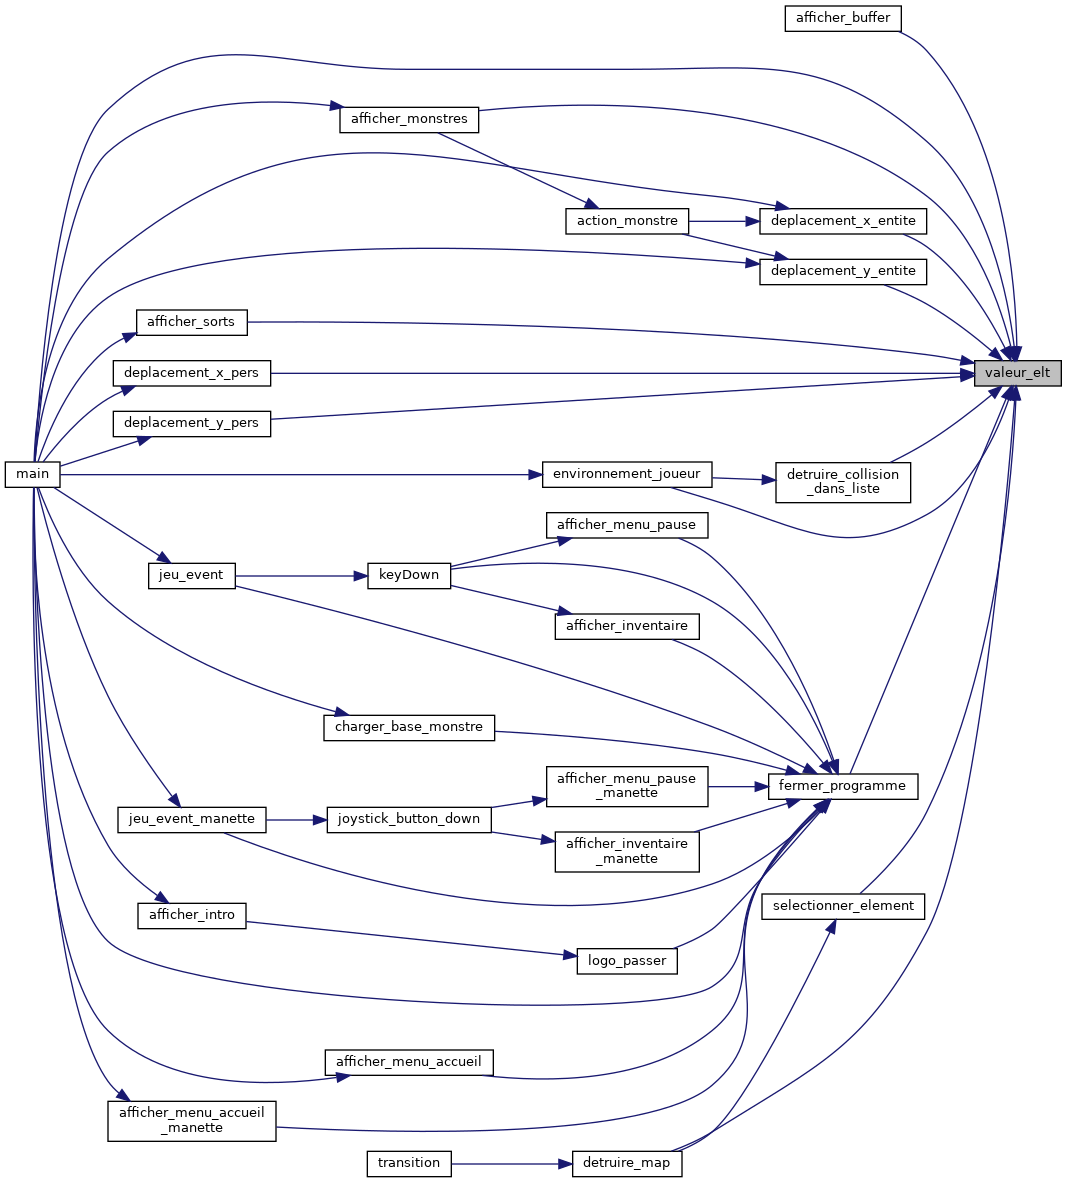 afficher_buffer
afficher_monstres
action_monstre
deplacement_x_entite
deplacement_y_entite
afficher_sorts
deplacement_x_pers
valeur_elt
deplacement_y_pers
main
environnement_joueur
detruire_collision
_dans_liste
afficher_menu_pause
jeu_event
keyDown
afficher_inventaire
charger_base_monstre
afficher_menu_pause
_manette
fermer_programme
jeu_event_manette
joystick_button_down
afficher_inventaire
_manette
selectionner_element
afficher_intro
logo_passer
afficher_menu_accueil
afficher_menu_accueil
_manette
transition
detruire_map